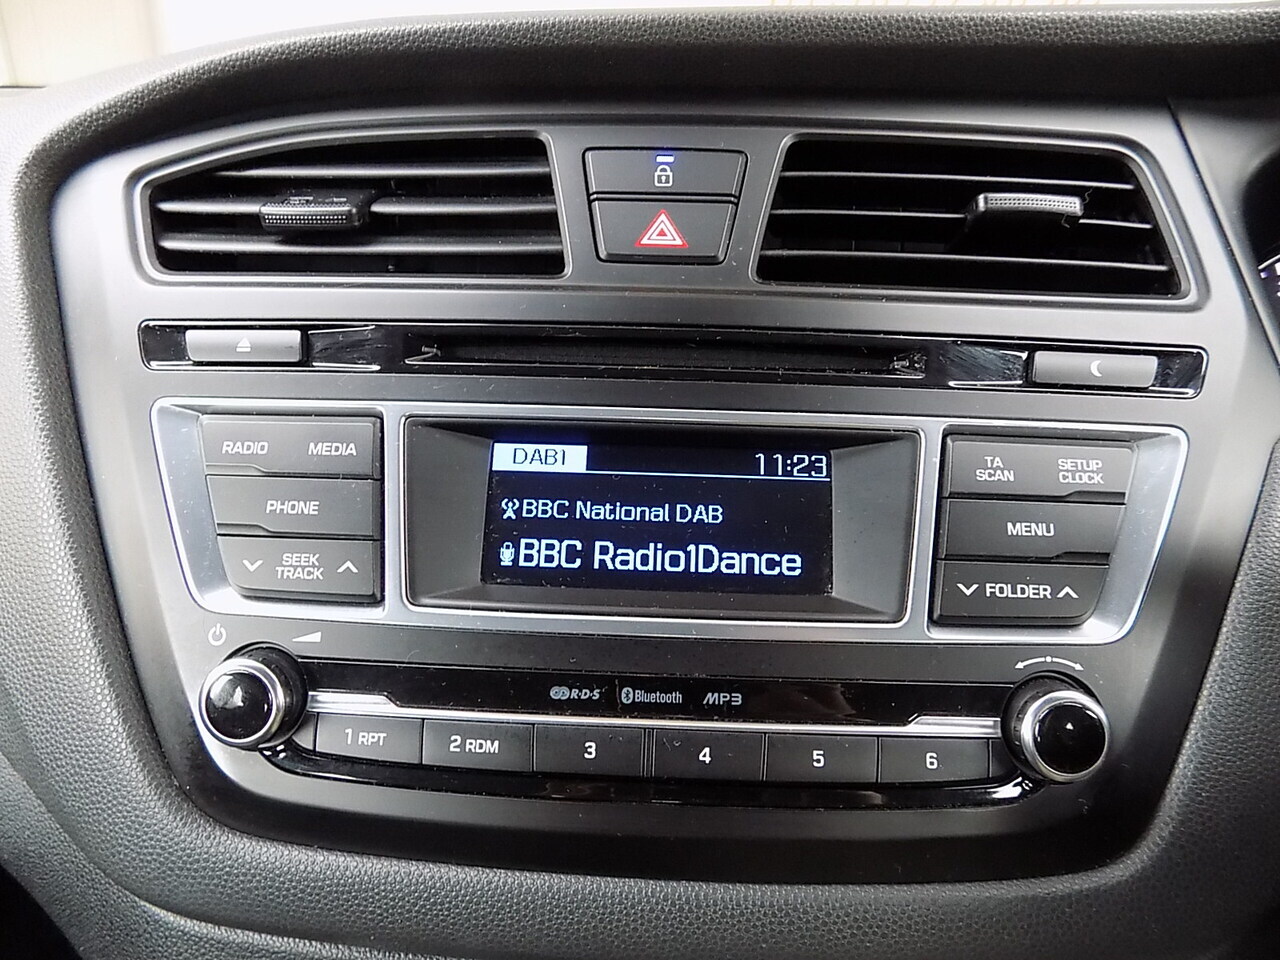 RADIO MEDIA
PHONE
SEEK
TRACK
DAB1 11:23
BBC National DAB
BBC Radio1Dance
TA
SCAN
SETUP
CLOCK
MENU
FOLDER
R·D·S Bluetooth MP3
1 RPT 2 RDM 3 4 5 6